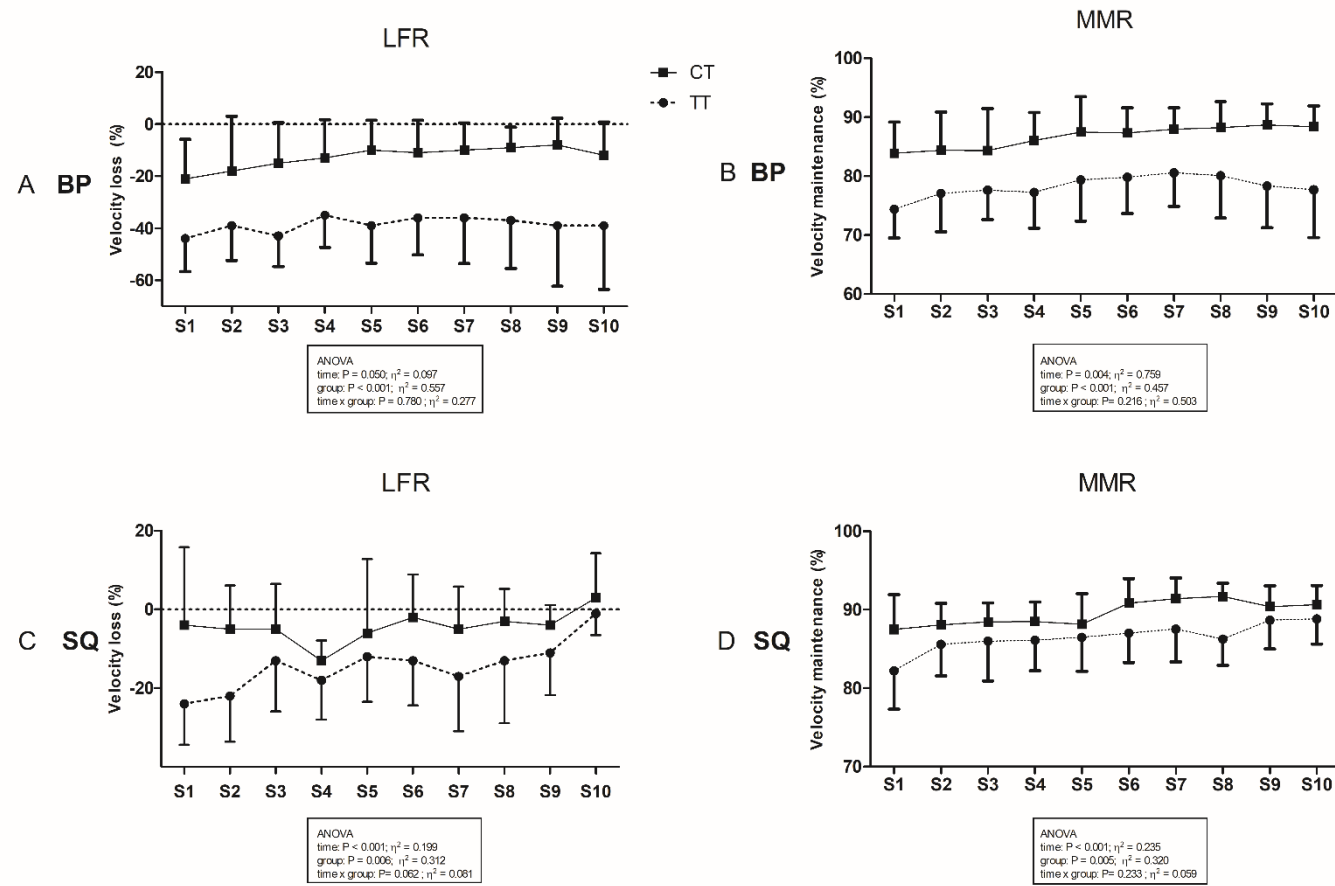 LFR
20
0
-20
-40
-60
Velocity loss (%)
A BP
S1 S2 S3 S4 S5 S6 S7 S8 S9 S10
ANOVA
time: P = 0.050; η² = 0.097
group: P < 0.001; η² = 0.557
time x group: P = 0.780 ; η² = 0.277
CT
TT
MMR
100
90
80
70
60
Velocity maintenance (%)
B BP
S1 S2 S3 S4 S5 S6 S7 S8 S9 S10
ANOVA
time: P = 0.004; η² = 0.759
group: P < 0.001; η² = 0.457
time x group: P= 0.216 ; η² = 0.503
LFR
20
0
-20
Velocity loss (%)
C SQ
S1 S2 S3 S4 S5 S6 S7 S8 S9 S10
ANOVA
time: P < 0.001; η² = 0.199
group: P = 0.006; η² = 0.312
time x group: P= 0.062 ; η² = 0.081
MMR
100
90
80
70
Velocity maintenance (%)
D SQ
S1 S2 S3 S4 S5 S6 S7 S8 S9 S10
ANOVA
time: P < 0.001; η² = 0.235
group: P = 0.005; η² = 0.320
time x group: P= 0.233 ; η² = 0.059